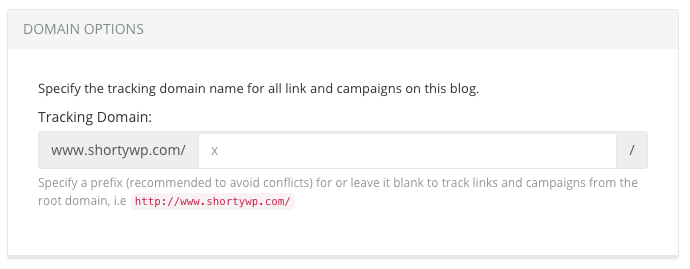 DOMAIN OPTIONS
Specify the tracking domain name for all link and campaigns on this blog.
Tracking Domain:
www.shortywp.com/ x /
Specify a prefix (recommended to avoid conflicts) for or leave it blank to track links and campaigns from the
root domain, i.e http://www.shortywp.com/